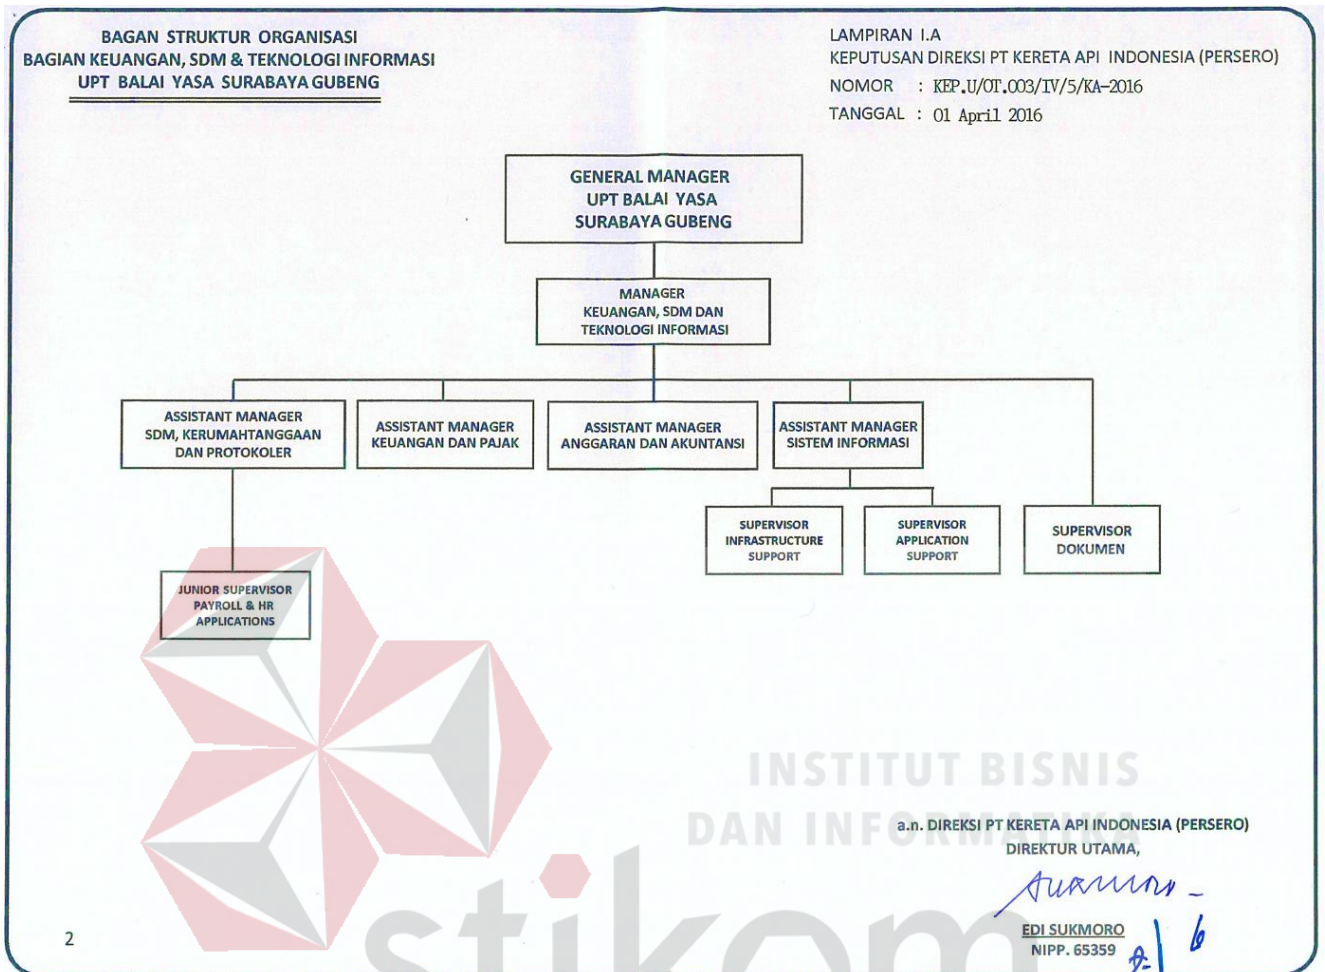 BAGAN STRUKTUR ORGANISASI
BAGIAN KEUANGAN, SDM & TEKNOLOGI INFORMASI
UPT BALAI YASA SURABAYA GUBENG
LAMPIRAN I.A
KEPUTUSAN DIREKSI PT KERETA API INDONESIA (PERSERO)
NOMOR : KEP.U/OT.003/IV/5/KA-2016
TANGGAL : 01 April 2016
GENERAL MANAGER
UPT BALAI YASA
SURABAYA GUBENG
MANAGER
KEUANGAN, SDM DAN
TEKNOLOGI INFORMASI
ASSISTANT MANAGER
SDM, KERUMAHTANGGAAN
DAN PROTOKOLER
ASSISTANT MANAGER
KEUANGAN DAN PAJAK
ASSISTANT MANAGER
ANGGARAN DAN AKUNTANSI
ASSISTANT MANAGER
SISTEM INFORMASI
SUPERVISOR
INFRASTRUCTURE
SUPPORT
SUPERVISOR
APPLICATION
SUPPORT
SUPERVISOR
DOKUMEN
JUNIOR SUPERVISOR
PAYROLL & HR
APPLICATIONS
INSTITUT BISNIS
DAN INFORMATIKA
stikom
a.n. DIREKSI PT KERETA API INDONESIA (PERSERO)
DIREKTUR UTAMA,
EDI SUKMORO
NIPP. 65359
2